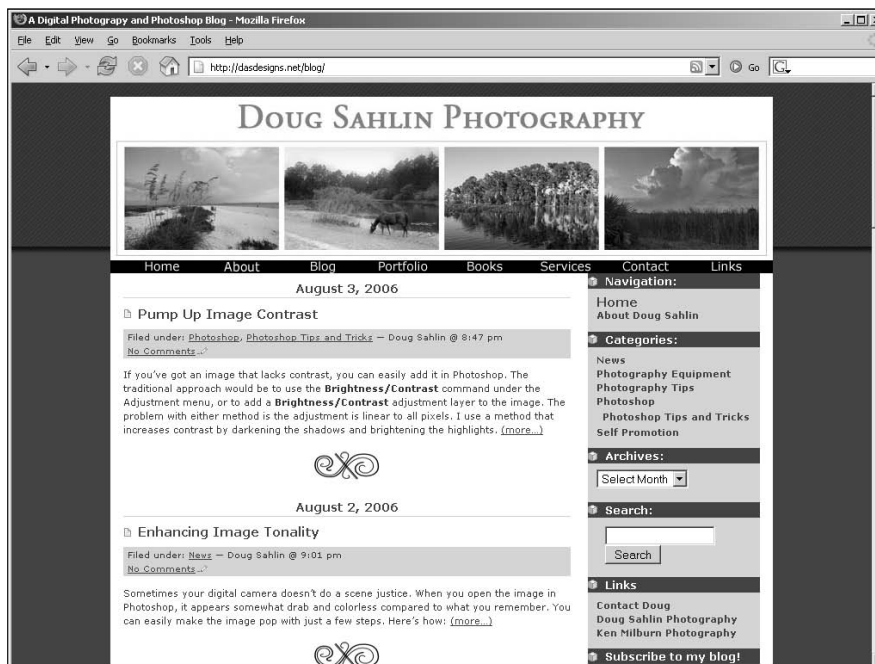 A Digital Photograpy and Photoshop Blog - Mozilla Firefox
File Edit View Go Bookmarks Tools Help
http://dasdesigns.net/blog/
Go
G
DOUG SAHLIN PHOTOGRAPHY
Home About Blog Portfolio Books Services Contact Links
August 3, 2006
Pump Up Image Contrast
Filed under: Photoshop, Photoshop Tips and Tricks — Doug Sahlin @ 8:47 pm
No Comments
If you've got an image that lacks contrast, you can easily add it in Photoshop. The
traditional approach would be to use the Brightness/Contrast command under the
Adjustment menu, or to add a Brightness/Contrast adjustment layer to the image. The
problem with either method is the adjustment is linear to all pixels. I use a method that
increases contrast by darkening the shadows and brightening the highlights. (more...)
August 2, 2006
Enhancing Image Tonality
Filed under: News — Doug Sahlin @ 9:01 pm
No Comments
Sometimes your digital camera doesn't do a scene justice. When you open the image in
Photoshop, it appears somewhat drab and colorless compared to what you remember. You
can easily make the image pop with just a few steps. Here's how: (more...)
Navigation:
Home
About Doug Sahlin
Categories:
News
Photography Equipment
Photography Tips
Photoshop
Photoshop Tips and Tricks
Self Promotion
Archives:
Select Month
Search:
Search
Links
Contact Doug
Doug Sahlin Photography
Ken Milburn Photography
Subscribe to my blog!